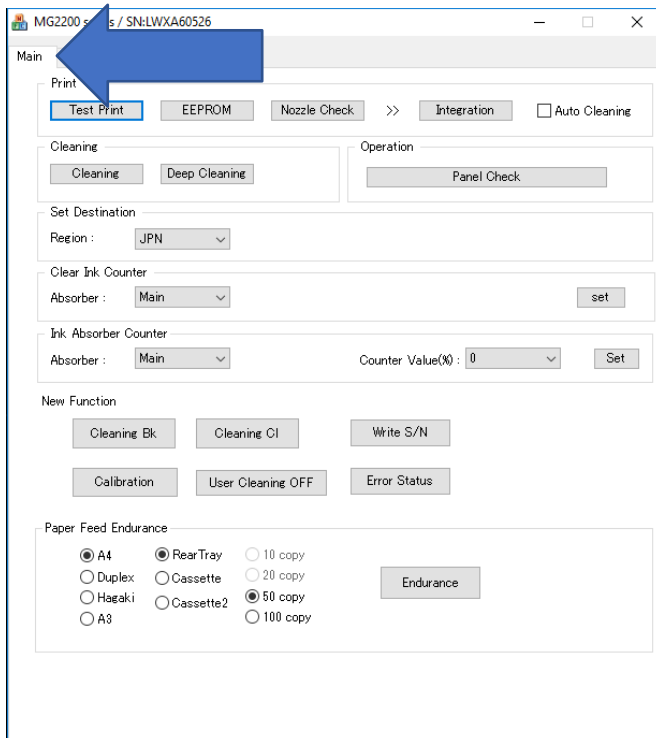 MG2200 s / SN:LWXA60526
Main
Print
Test Print EEPROM Nozzle Check >> Integration Auto Cleaning
Cleaning Operation
Cleaning Deep Cleaning Panel Check
Set Destination
Region : JPN
Clear Ink Counter
Absorber : Main set
Ink Absorber Counter
Absorber : Main Counter Value(%) : 0 Set
New Function
Cleaning Bk Cleaning Cl Write S/N
Calibration User Cleaning OFF Error Status
Paper Feed Endurance
A4 RearTray 10 copy
Duplex Cassette 20 copy Endurance
Hagaki Cassette2 50 copy
A3 100 copy